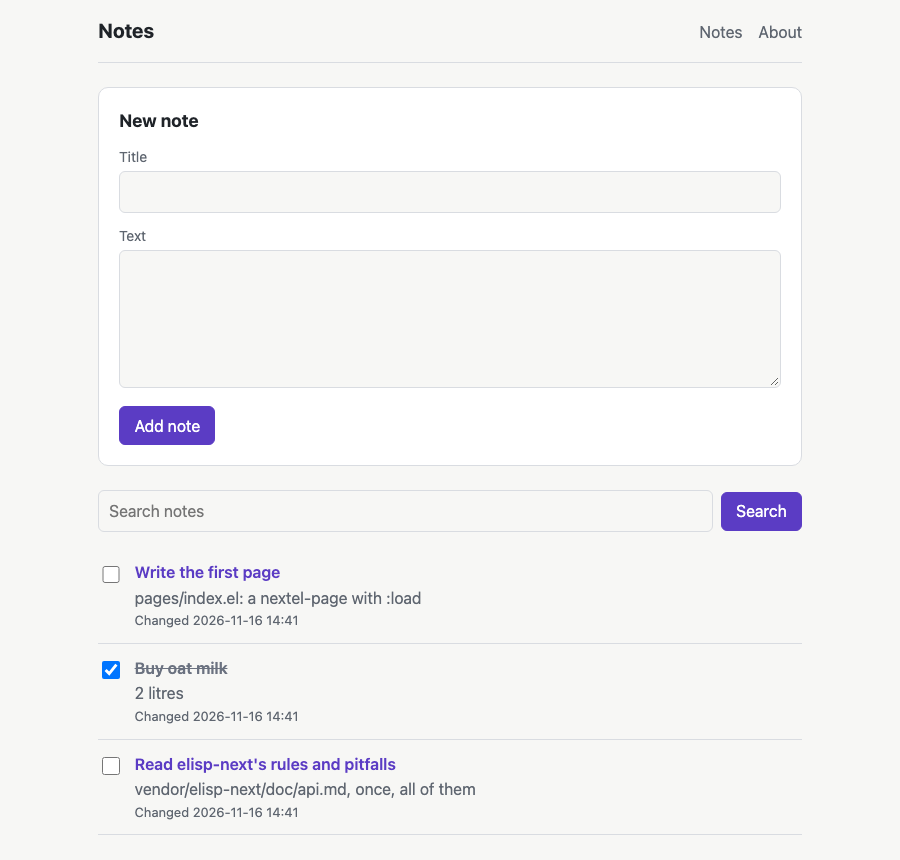 Notes
Notes About
New note
Title
Text
Add note
Search notes
Search
Write the first page
pages/index.el: a nextel-page with :load
Changed 2026-11-16 14:41
Buy oat milk
2 litres
Changed 2026-11-16 14:41
Read elisp-next's rules and pitfalls
vendor/elisp-next/doc/api.md, once, all of them
Changed 2026-11-16 14:41